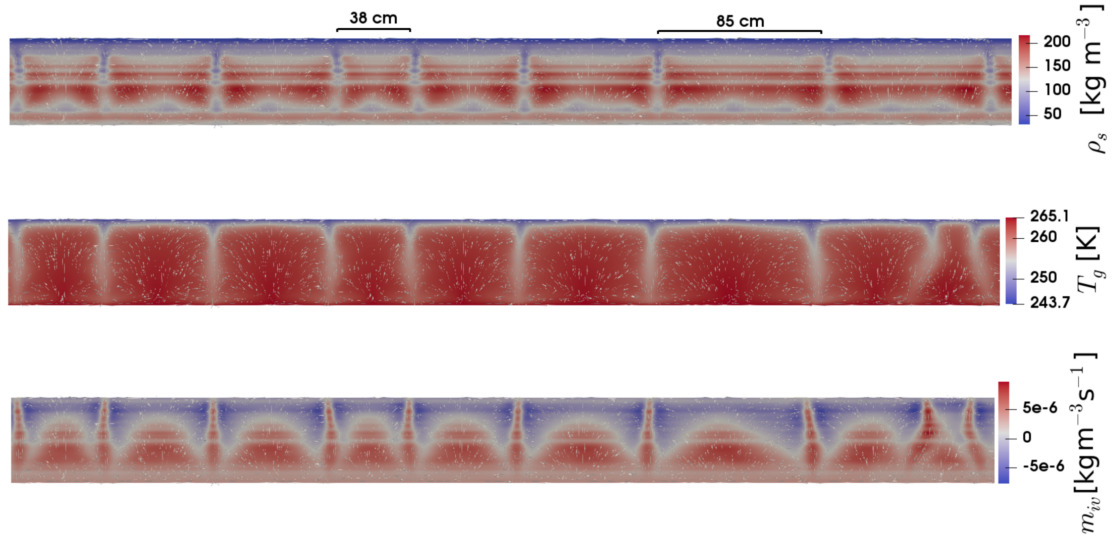 38 cm
85 cm
200
150
100
50
ρs [kg m−3]
265.1
260
250
243.7
Tg [K]
5e-6
0
-5e-6
miv[kgm−3s−1]